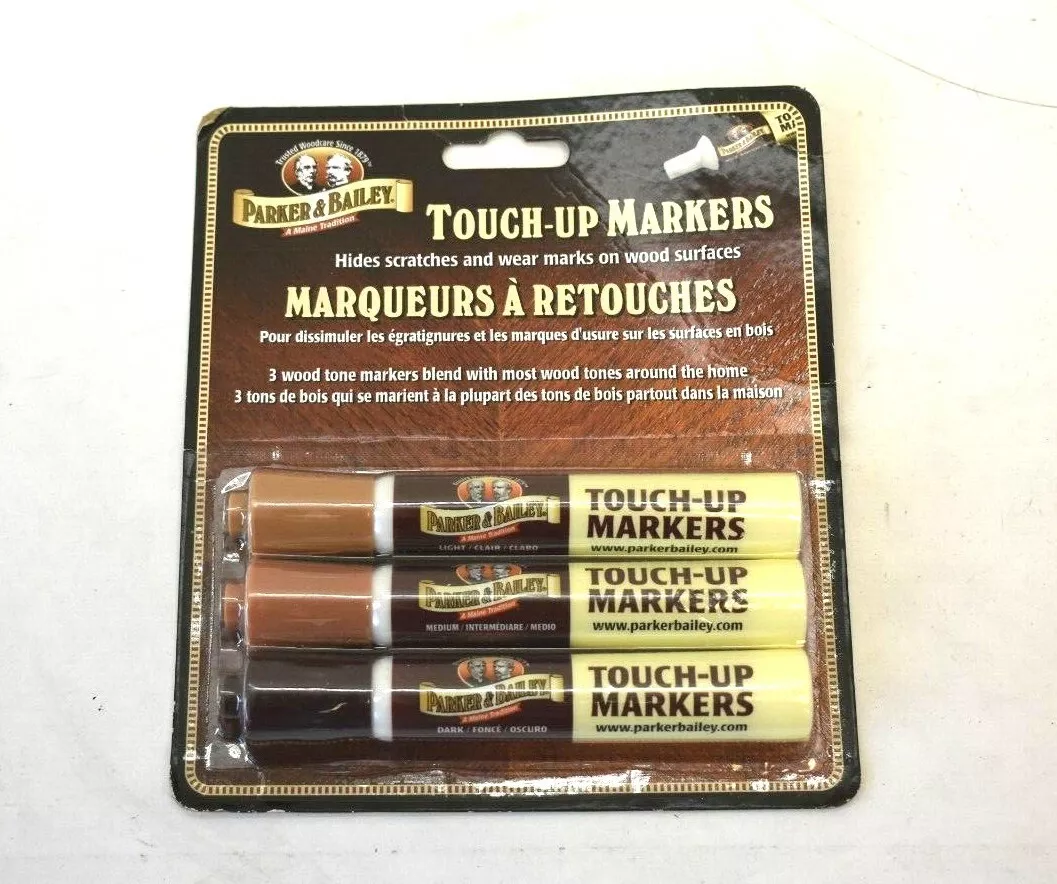 Trusted Woodcare Since 1879
PARKER & BAILEY.
A Maine Tradition
TOUCH-UP MARKERS
Hides scratches and wear marks on wood surfaces
MARQUEURS À RETOUCHES
Pour dissimuler les égratignures et les marques d'usure sur les surfaces en bois
3 wood tone markers blend with most wood tones around the home
3 tons de bois qui se marient à la plupart des tons de bois partout dans la maison
PARKER & BAILEY
TO
PARKER & BAILEY.
A Maine Tradition
LIGHT / CLAIR / CLARO
TOUCH-UP
MARKERS
www.parkerbailey.com
PARKER & BAILEY.
A Maine Tradition
MEDIUM / INTERMÉDIARE / MEDIO
TOUCH-UP
MARKERS
www.parkerbailey.com
PARKER & BAILEY.
A Maine Tradition
DARK / FONCÉ / OSCURO
TOUCH-UP
MARKERS
www.parkerbailey.com